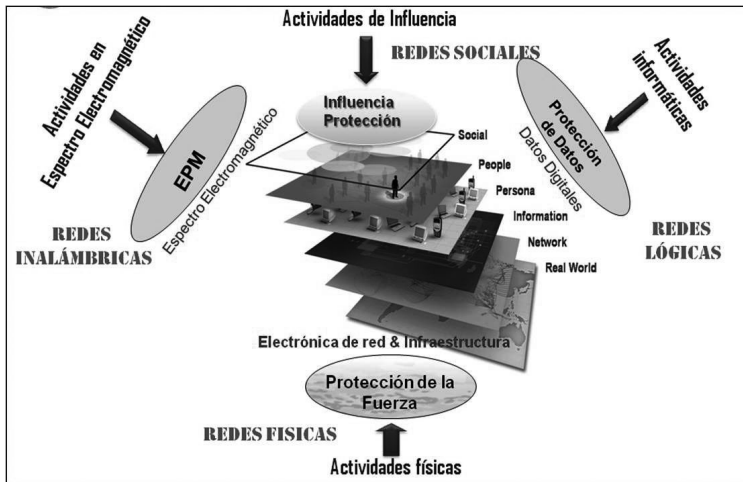 Actividades de Influencia
REDES SOCIALES
Actividades en
Espectro Electromagnético
Actividades
informáticas
Influencia
Protección
EPM
Espectro Electromagnético
Protección
de Datos
Datos Digitales
Social
People
Persona
Information
Network
Real World
REDES
INALÁMBRICAS
REDES
LÓGICAS
Electrónica de red & Infraestructura
Protección de la
Fuerza
REDES FISICAS
Actividades físicas